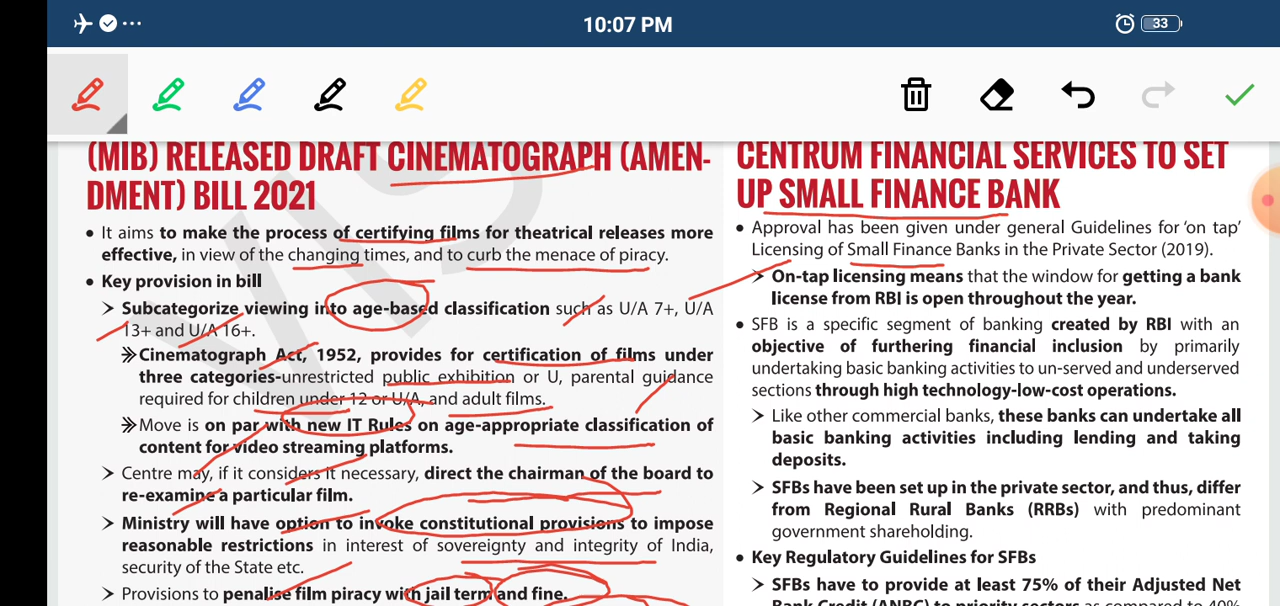 10:07 PM
33
(MIB) RELEASED DRAFT CINEMATOGRAPH (AMEN-
DMENT) BILL 2021
• It aims to make the process of certifying films for theatrical releases more
effective, in view of the changing times, and to curb the menace of piracy.
• Key provision in bill
Subcategorize viewing into age-based classification such as U/A 7+, U/A
13+ and U/A 16+.
Cinematograph Act, 1952, provides for certification of films under
three categories-unrestricted public exhibition or U, parental guidance
required for children under 12 or U/A, and adult films.
Move is on par with new IT Rules on age-appropriate classification of
content for video streaming platforms.
Centre may, if it considers it necessary, direct the chairman of the board to
re-examine a particular film.
Ministry will have option to invoke constitutional provisions to impose
reasonable restrictions in interest of sovereignty and integrity of India,
security of the State etc.
Provisions to penalise film piracy with jail term and fine.
CENTRUM FINANCIAL SERVICES TO SET
UP SMALL FINANCE BANK
• Approval has been given under general Guidelines for ‘on tap’
Licensing of Small Finance Banks in the Private Sector (2019).
On-tap licensing means that the window for getting a bank
license from RBI is open throughout the year.
• SFB is a specific segment of banking created by RBI with an
objective of furthering financial inclusion by primarily
undertaking basic banking activities to un-served and underserved
sections through high technology-low-cost operations.
Like other commercial banks, these banks can undertake all
basic banking activities including lending and taking
deposits.
SFBs have been set up in the private sector, and thus, differ
from Regional Rural Banks (RRBs) with predominant
government shareholding.
• Key Regulatory Guidelines for SFBs
SFBs have to provide at least 75% of their Adjusted Net
Bank Credit (ANBC) to priority sectors as compared to 40%